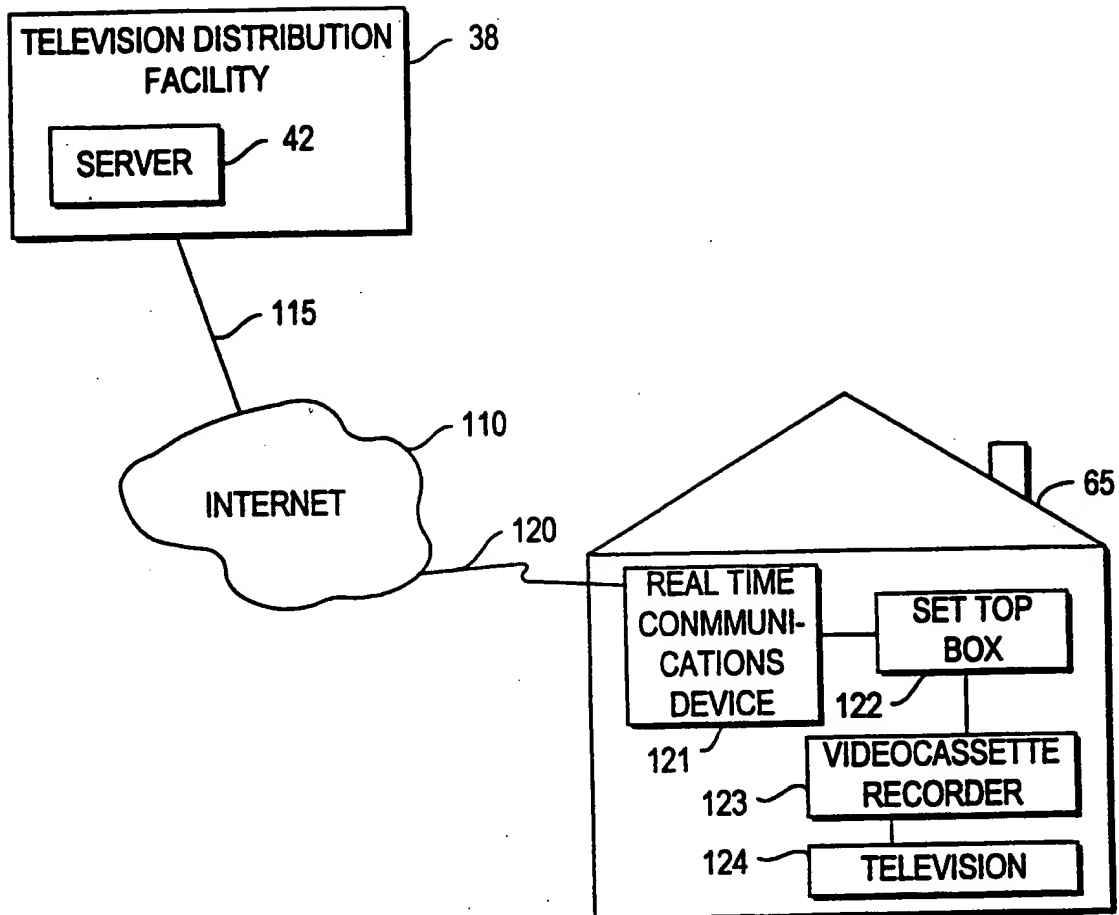 TELEVISION DISTRIBUTION
FACILITY
38
SERVER
42
115
110
INTERNET
120
65
REAL TIME
CONMMUNI-
CATIONS
DEVICE
121
SET TOP
BOX
122
VIDEOCASSETTE
RECORDER
123
124
TELEVISION